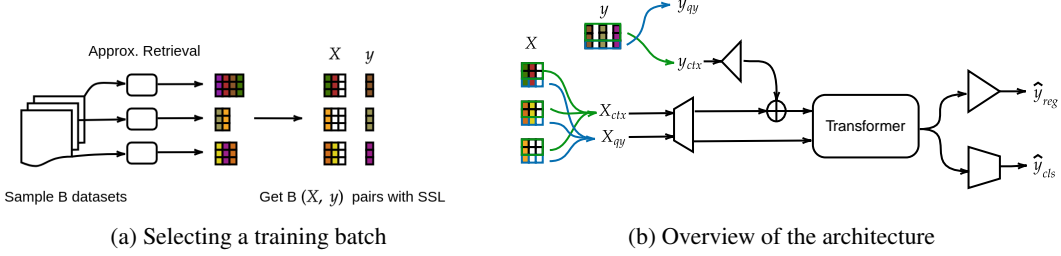 Approx. Retrieval
X y
Sample B datasets
Get B (X, y) pairs with SSL
(a) Selecting a training batch
y
y_qy
X
y_ctx
X_ctx
X_qy
Transformer
ŷ_reg
ŷ_cls
(b) Overview of the architecture